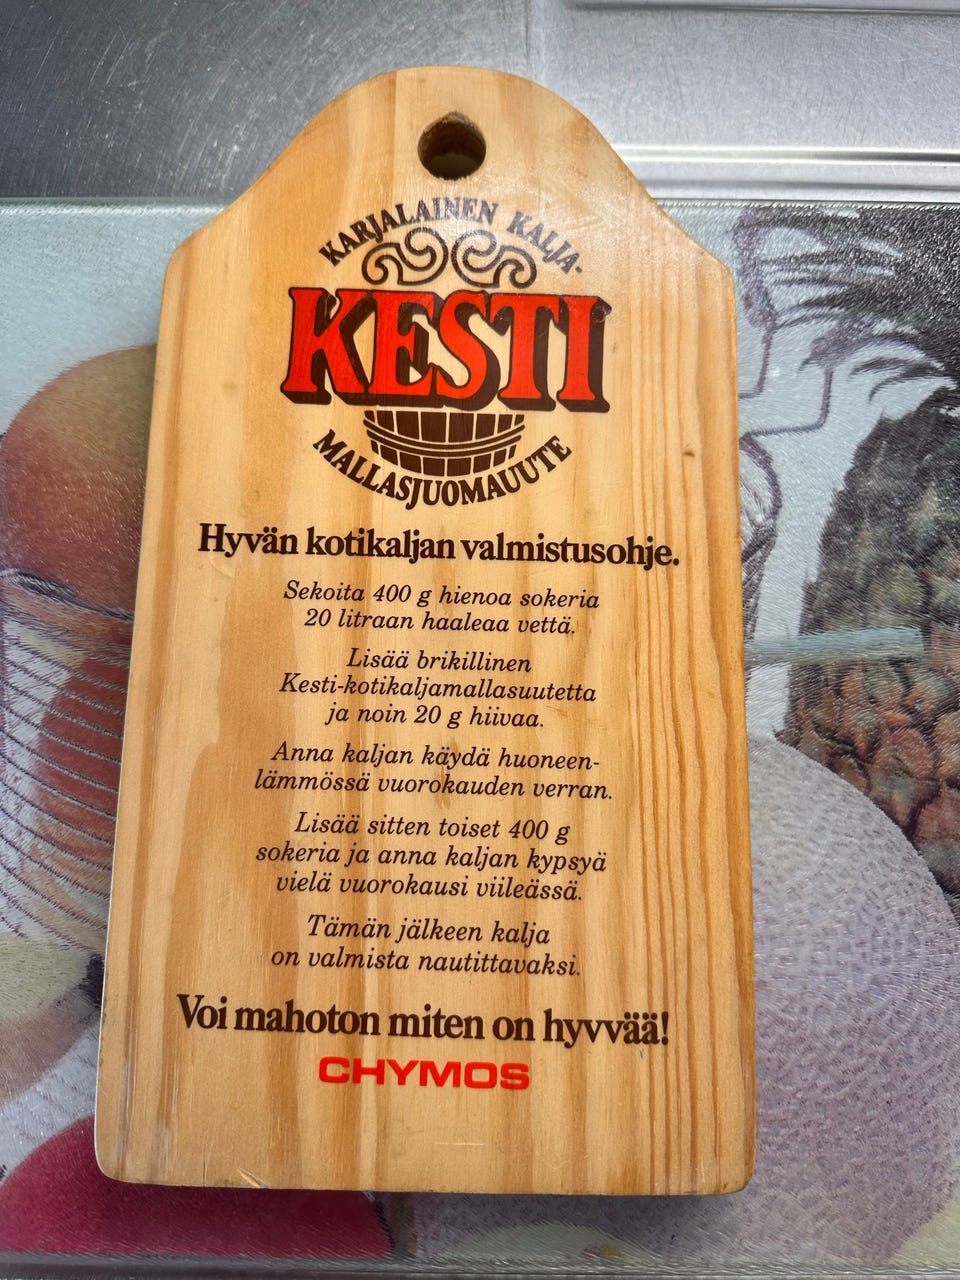 KARJALAINEN KALJA-
KESTI
MALLASJUOMAUUTE
Hyvän kotikaljan valmistusohje.
Sekoita 400 g hienoa sokeria
20 litraan haaleaa vettä.
Lisää brikillinen
Kesti-kotikaljamallasuutetta
ja noin 20 g hiivaa.
Anna kaljan käydä huoneen-
lämmössä vuorokauden verran.
Lisää sitten toiset 400 g
sokeria ja anna kaljan kypsyä
vielä vuorokausi viileässä.
Tämän jälkeen kalja
on valmista nautittavaksi.
Voi mahoton miten on hyvvää!
CHYMOS